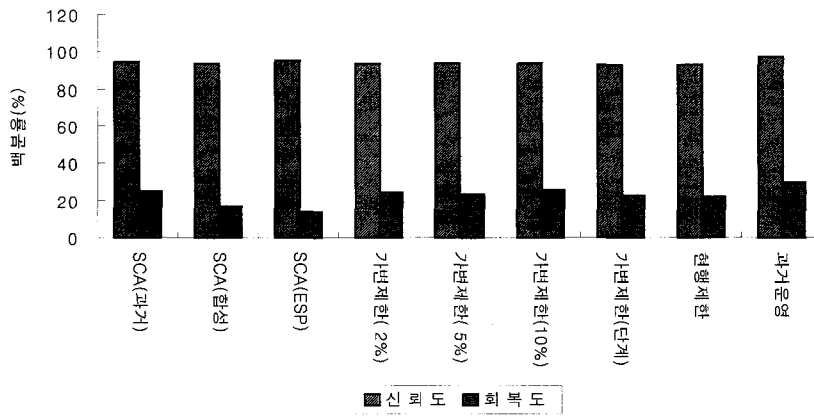 120
100
80
60
40
20
0
백분율(%)
SCA(과거)
SCA(합성)
SCA(ESP)
가변제한( 2%)
가변제한( 5%)
가변제한(10%)
가변제한(단계)
현행제한
과거운영
신 뢰 도
회 복 도